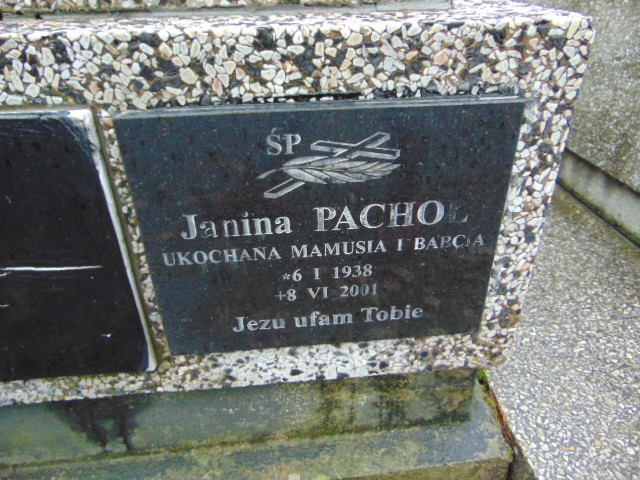 ŚP
Janina PACHOŁ
UKOCHANA MAMUSIA I BABCIA
*6 I 1938
+8 VI 2001
Jezu ufam Tobie